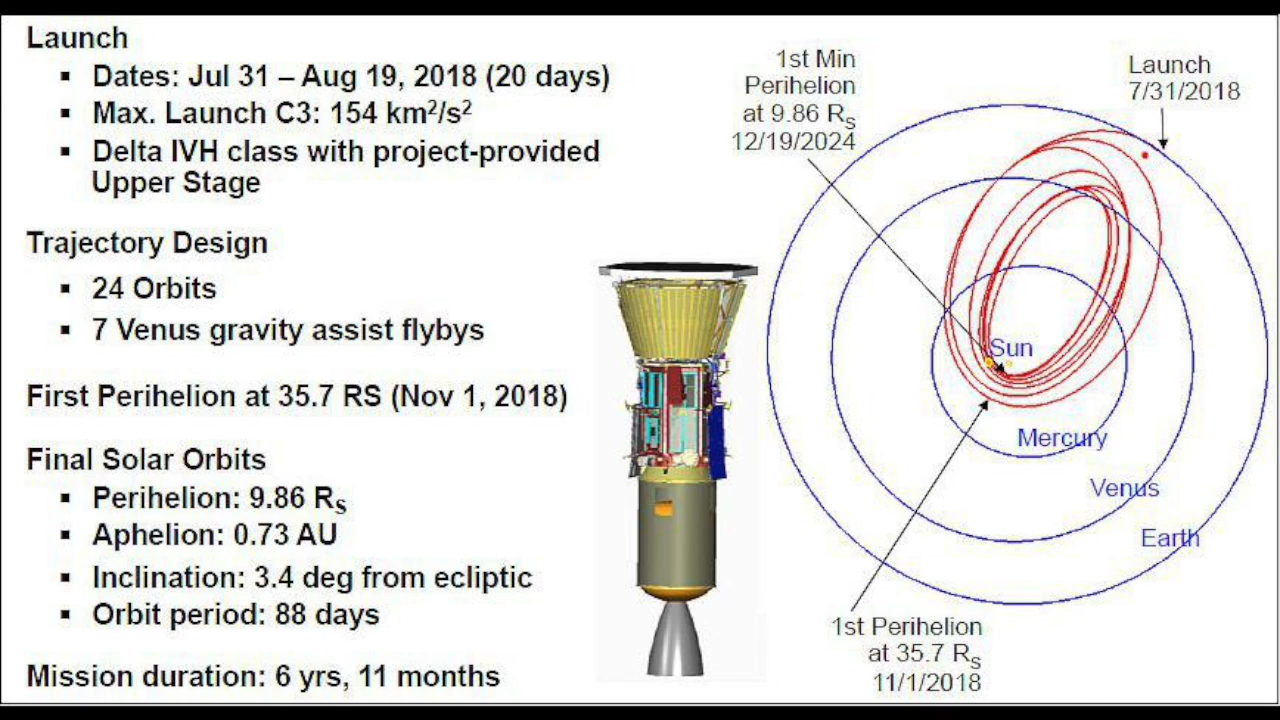 Launch
▪ Dates: Jul 31 – Aug 19, 2018 (20 days)
▪ Max. Launch C3: 154 km²/s²
▪ Delta IVH class with project-provided
Upper Stage
Trajectory Design
▪ 24 Orbits
▪ 7 Venus gravity assist flybys
First Perihelion at 35.7 RS (Nov 1, 2018)
Final Solar Orbits
▪ Perihelion: 9.86 Rs
▪ Aphelion: 0.73 AU
▪ Inclination: 3.4 deg from ecliptic
▪ Orbit period: 88 days
Mission duration: 6 yrs, 11 months
1st Min
Perihelion
at 9.86 Rs
12/19/2024
Launch
7/31/2018
Sun
Mercury
Venus
Earth
1st Perihelion
at 35.7 Rs
11/1/2018